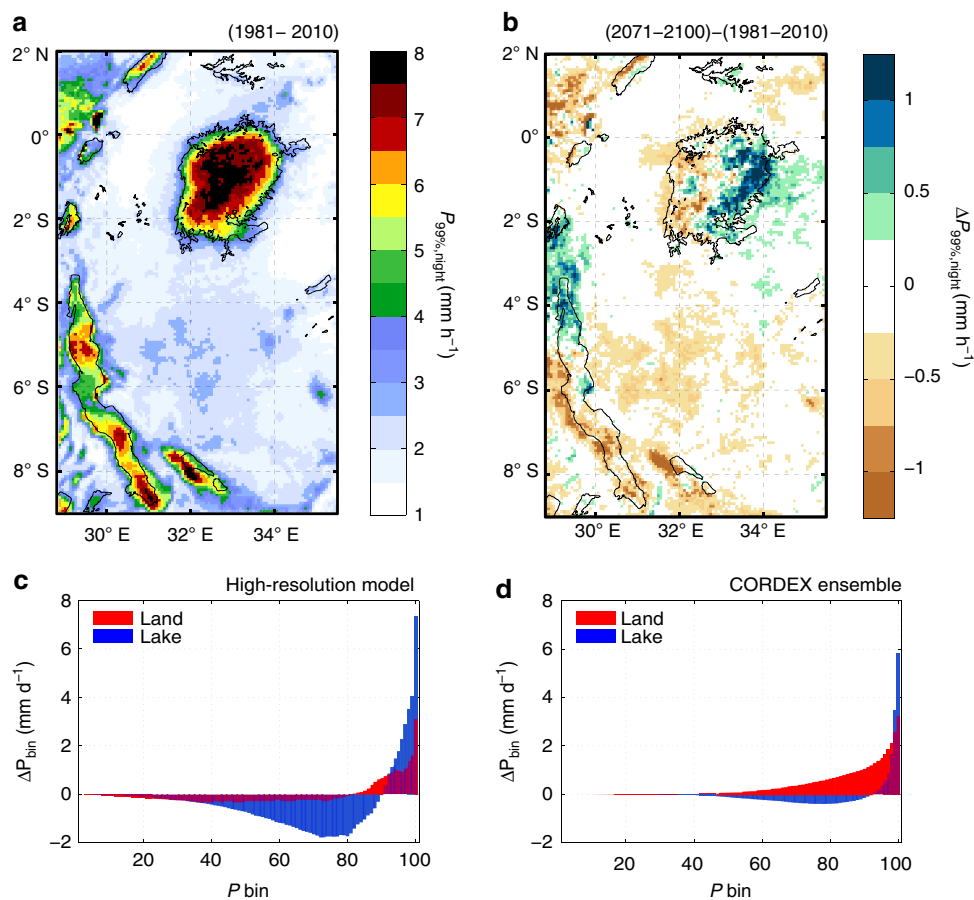 a
(1981– 2010)
2° N
0°
2° S
4° S
6° S
8° S
30° E
32° E
34° E
8
7
6
5
4
3
2
1
P99%,night (mm h−1)
b
(2071–2100)–(1981–2010)
2° N
0°
2° S
4° S
6° S
8° S
30° E
32° E
34° E
1
0.5
0
−0.5
−1
ΔP99%,night (mm h−1)
c
High-resolution model
Land
Lake
8
6
4
2
0
−2
ΔPbin (mm d−1)
20
40
60
80
100
P bin
d
CORDEX ensemble
Land
Lake
8
6
4
2
0
−2
ΔPbin (mm d−1)
20
40
60
80
100
P bin